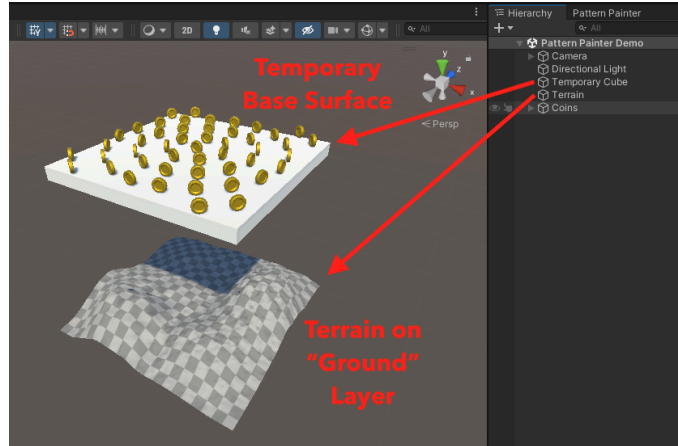 Hierarchy
Pattern Painter
2D
All
All
Pattern Painter Demo
Camera
Directional Light
Temporary Cube
Terrain
Coins
y
z
x
Persp
Temporary
Base Surface
Terrain on
"Ground"
Layer